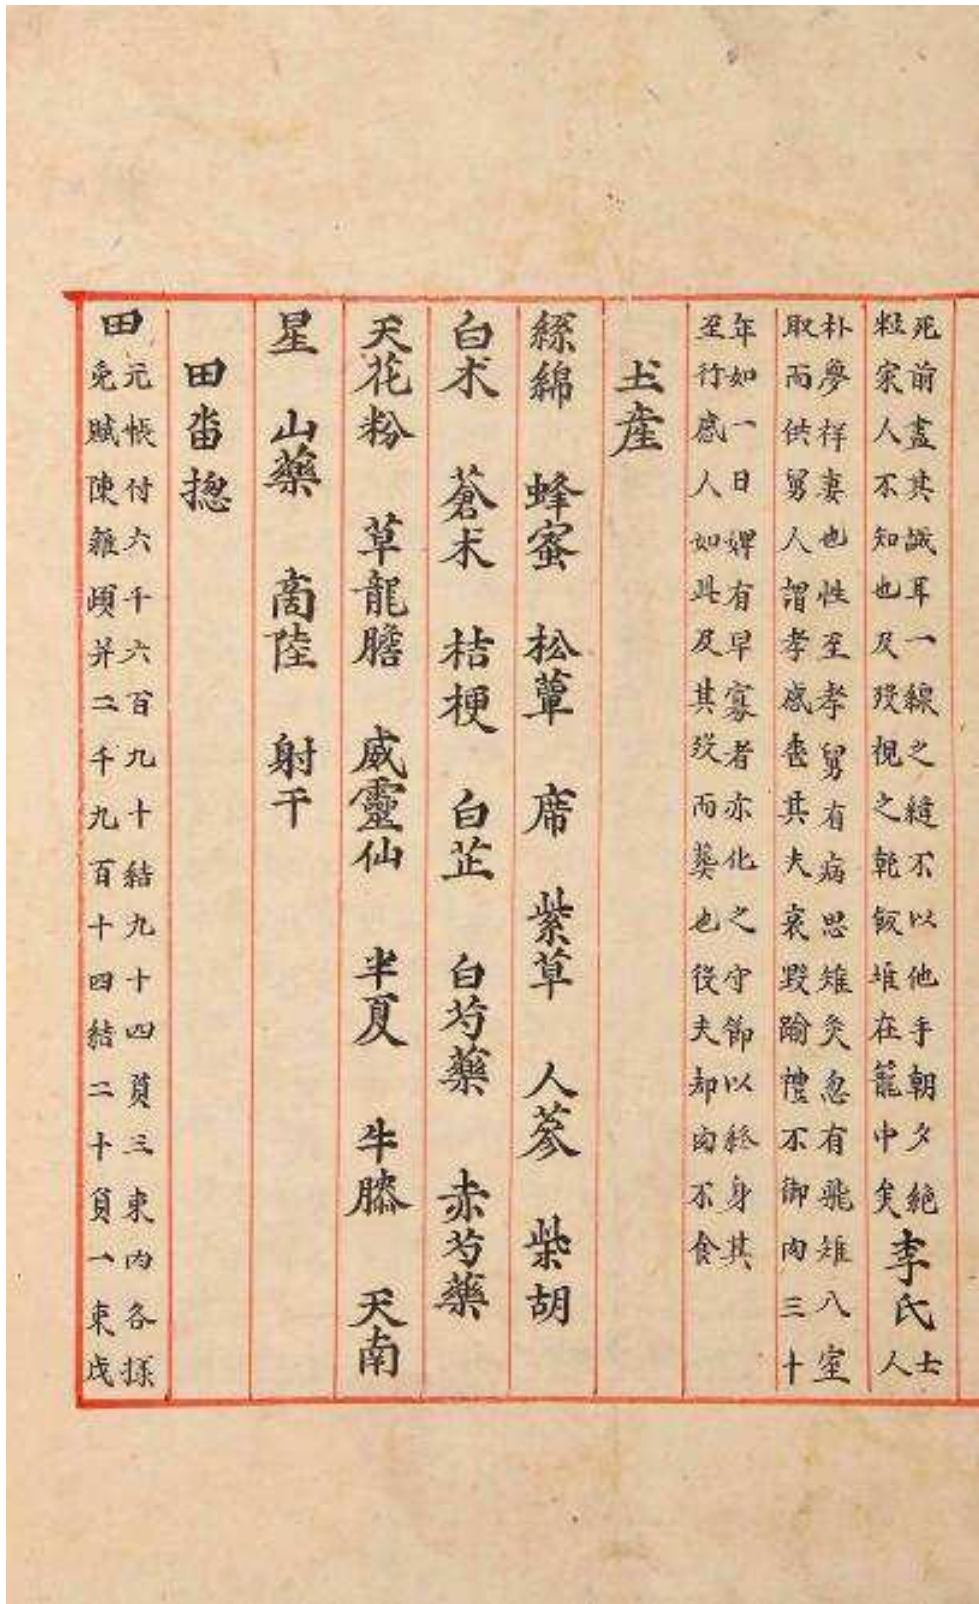 死前盡其誠耳一線之縫不以他手朝夕絶
粒家人不知也及歿視之乾飯堆在籠中矣李氏士人
朴夢祥妻也性至孝舅有病思雉炙忽有飛雉入室
取而供舅人謂孝感喪其夫哀毀踰禮不御肉三十
年如一日婢有早寡者亦化之守節以終身其
至行感人如此及其歿而葬也役夫却肉不食
土産
綿絲 蜂蜜 松蕈 席 紫草 人蔘 柴胡
白朮 蒼朮 桔梗 白芷 白芍藥 赤芍藥
天花粉 草龍膽 威靈仙 半夏 牛膝 天南
星 山藥 商陸 射干
田畓摠
田元帳付六千六百九十結九十四負三束內各㨾
免賦陳雜頉并二千九百十四結二十負一束戊